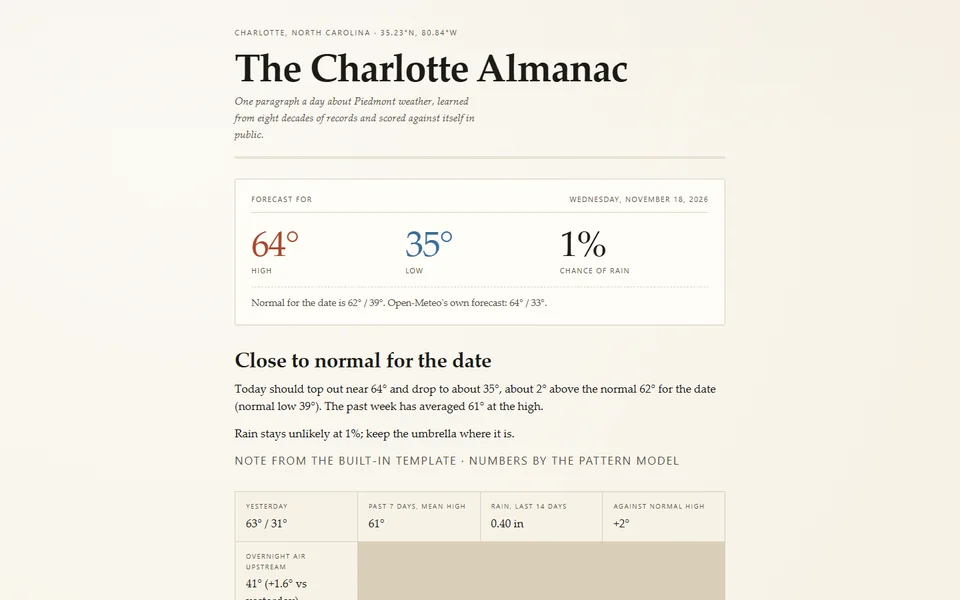 CHARLOTTE, NORTH CAROLINA · 35.23°N, 80.84°W
The Charlotte Almanac
One paragraph a day about Piedmont weather, learned
from eight decades of records and scored against itself in
public.
FORECAST FOR
WEDNESDAY, NOVEMBER 18, 2026
64° 35° 1%
HIGH LOW CHANCE OF RAIN
Normal for the date is 62° / 39°. Open-Meteo's own forecast: 64° / 33°.
Close to normal for the date
Today should top out near 64° and drop to about 35°, about 2° above the normal 62° for the date
(normal low 39°). The past week has averaged 61° at the high.
Rain stays unlikely at 1%; keep the umbrella where it is.
NOTE FROM THE BUILT-IN TEMPLATE · NUMBERS BY THE PATTERN MODEL
YESTERDAY
63° / 31°
PAST 7 DAYS, MEAN HIGH
61°
RAIN, LAST 14 DAYS
0.40 in
AGAINST NORMAL HIGH
+2°
OVERNIGHT AIR
UPSTREAM
41° (+1.6° vs
yesterday)